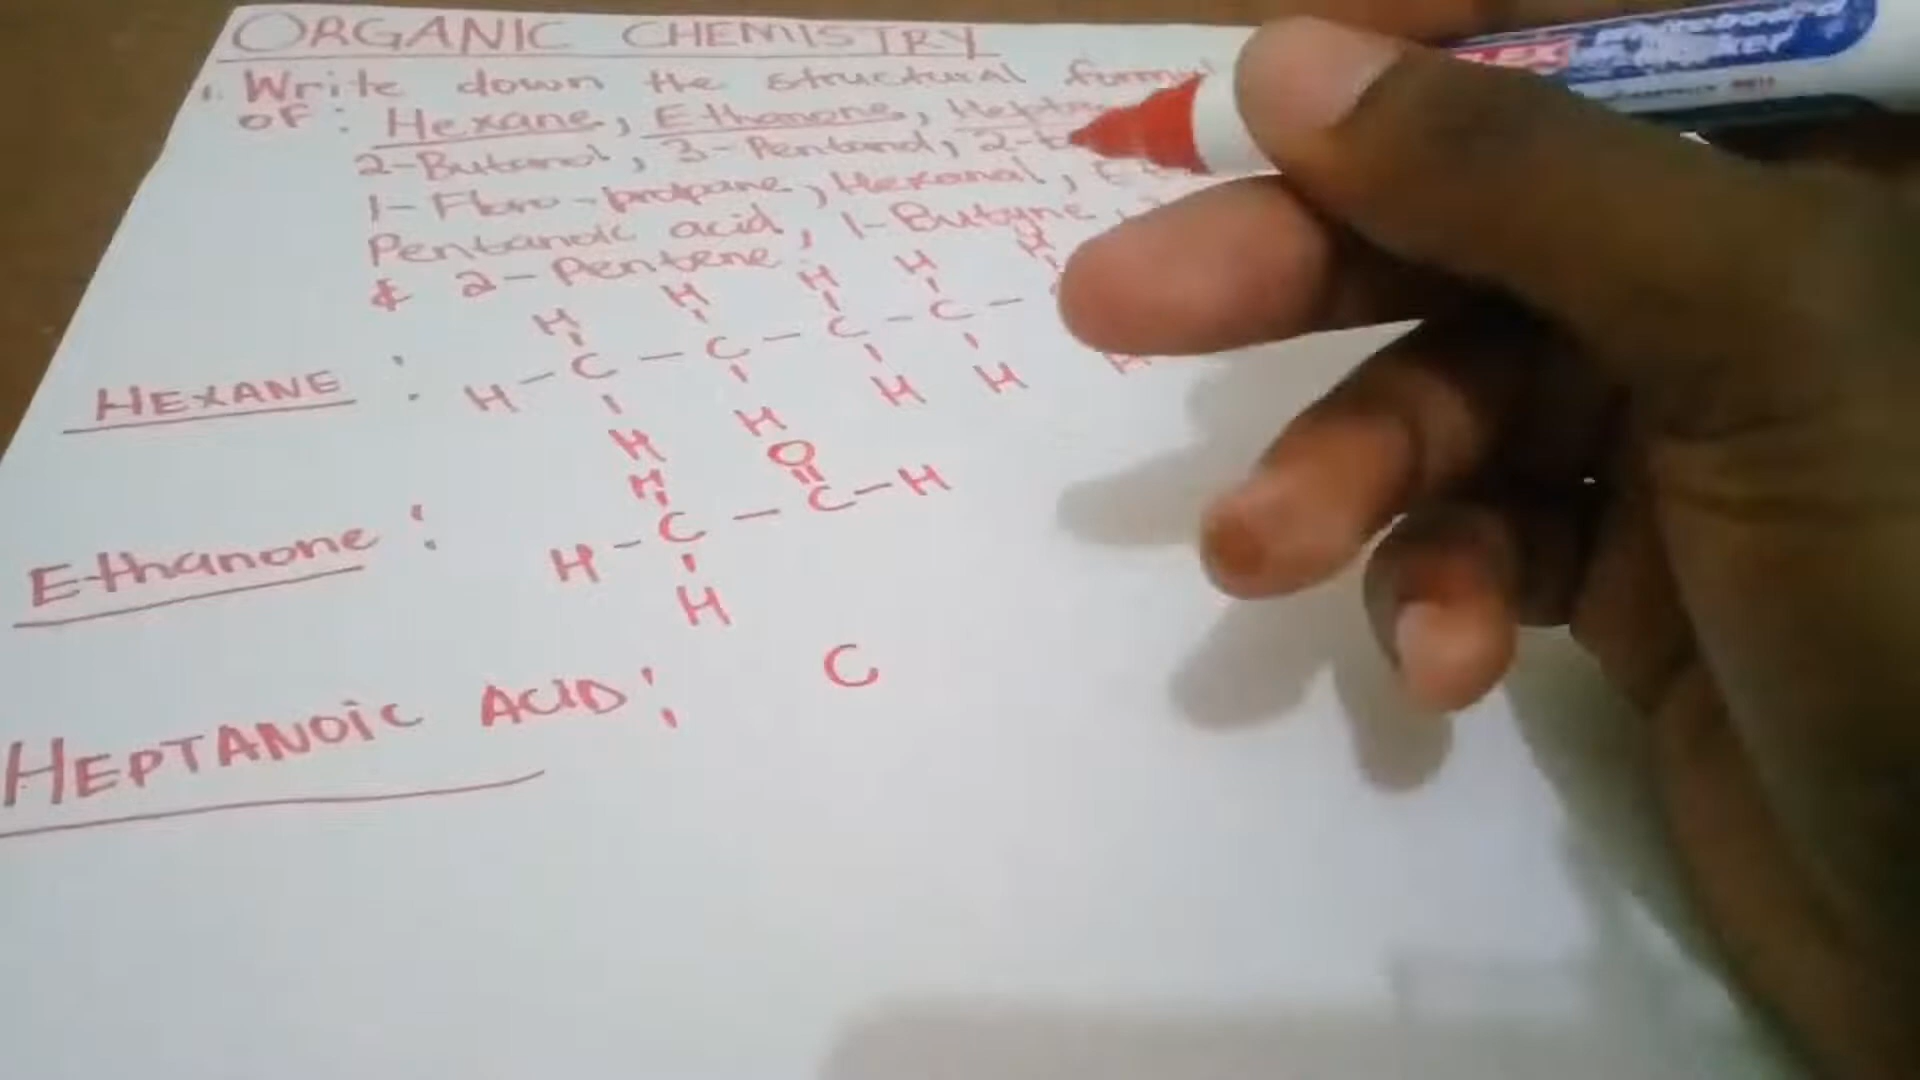 ORGANIC CHEMISTRY
1. Write down the structural
of: Hexane, Ethanone,
2-Butanol, 3-Pentanol, 2-
1-Floro-propane, Hexanal,
Pentanoic acid, 1-Butyne,
& 2-Pentene.
H H H H H
HEXANE : H - C - C - C - C -
H H H H H
O
H
Ethanone : H - C - C - H
H
HEPTANOIC ACID : C